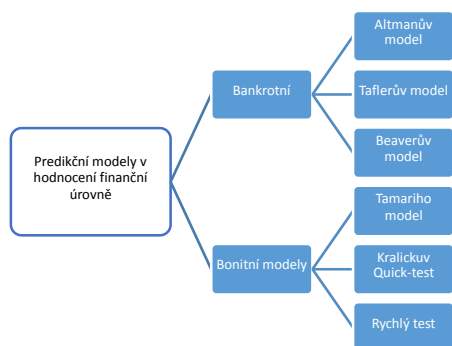 Predikční modely v
hodnocení finanční
úrovně
Bankrotní
Altmanův
model
Taflerův model
Beaverův
model
Bonitní modely
Tamariho
model
Kralickuv
Quick-test
Rychlý test